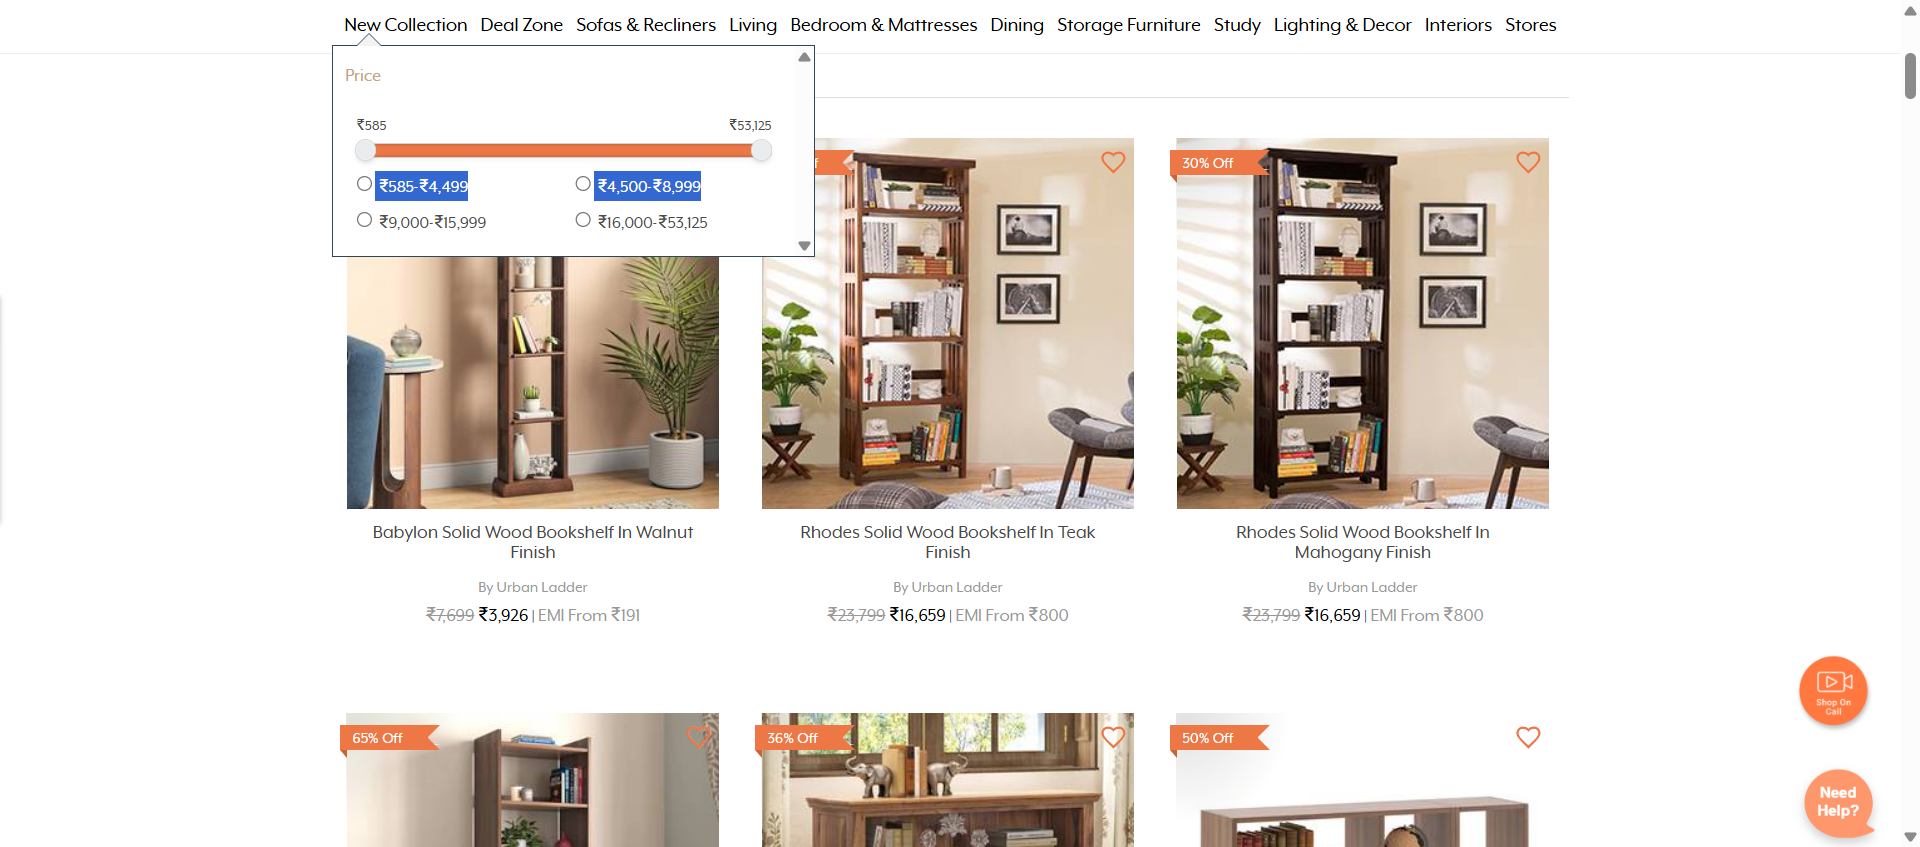 New Collection Deal Zone Sofas & Recliners Living Bedroom & Mattresses Dining Storage Furniture Study Lighting & Decor Interiors Stores
Price
₹585 ₹53,125
₹585-₹4,499 ₹4,500-₹8,999
₹9,000-₹15,999 ₹16,000-₹53,125
30% Off
Babylon Solid Wood Bookshelf In Walnut
Finish
By Urban Ladder
₹7,699 ₹3,926 | EMI From ₹191
Rhodes Solid Wood Bookshelf In Teak
Finish
By Urban Ladder
₹23,799 ₹16,659 | EMI From ₹800
Rhodes Solid Wood Bookshelf In
Mahogany Finish
By Urban Ladder
₹23,799 ₹16,659 | EMI From ₹800
Shop On
Call
65% Off
36% Off
50% Off
Need
Help?